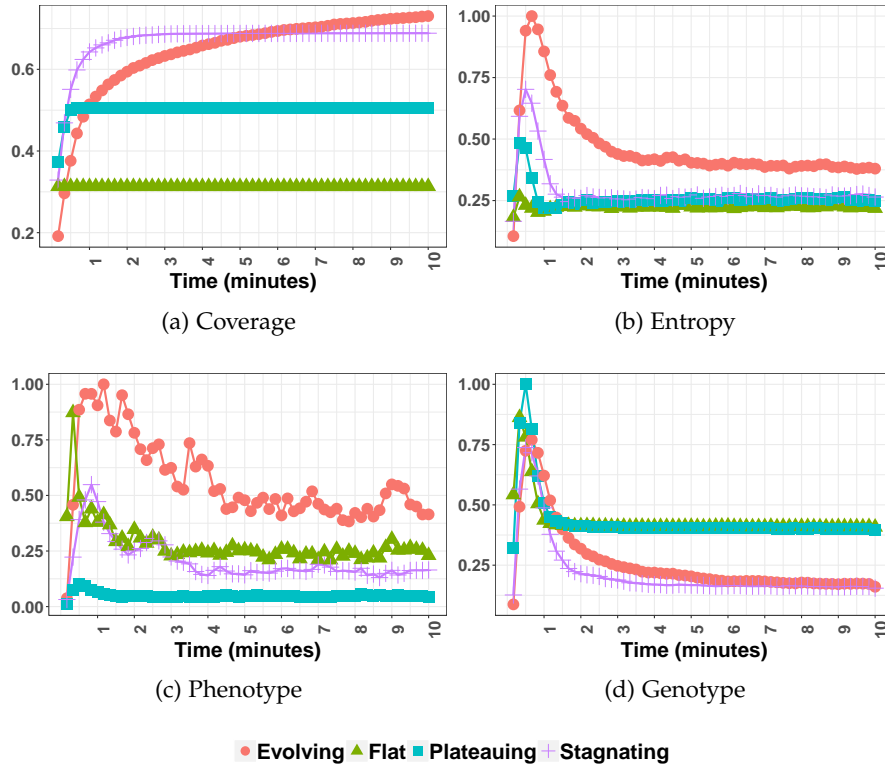 0.6
0.4
0.2
1 2 3 4 5 6 7 8 9 10
Time (minutes)
(a) Coverage
1.00
0.75
0.50
0.25
1 2 3 4 5 6 7 8 9 10
Time (minutes)
(b) Entropy
1.00
0.75
0.50
0.25
0.00
1 2 3 4 5 6 7 8 9 10
Time (minutes)
(c) Phenotype
1.00
0.75
0.50
0.25
1 2 3 4 5 6 7 8 9 10
Time (minutes)
(d) Genotype
Evolving Flat Plateauing Stagnating